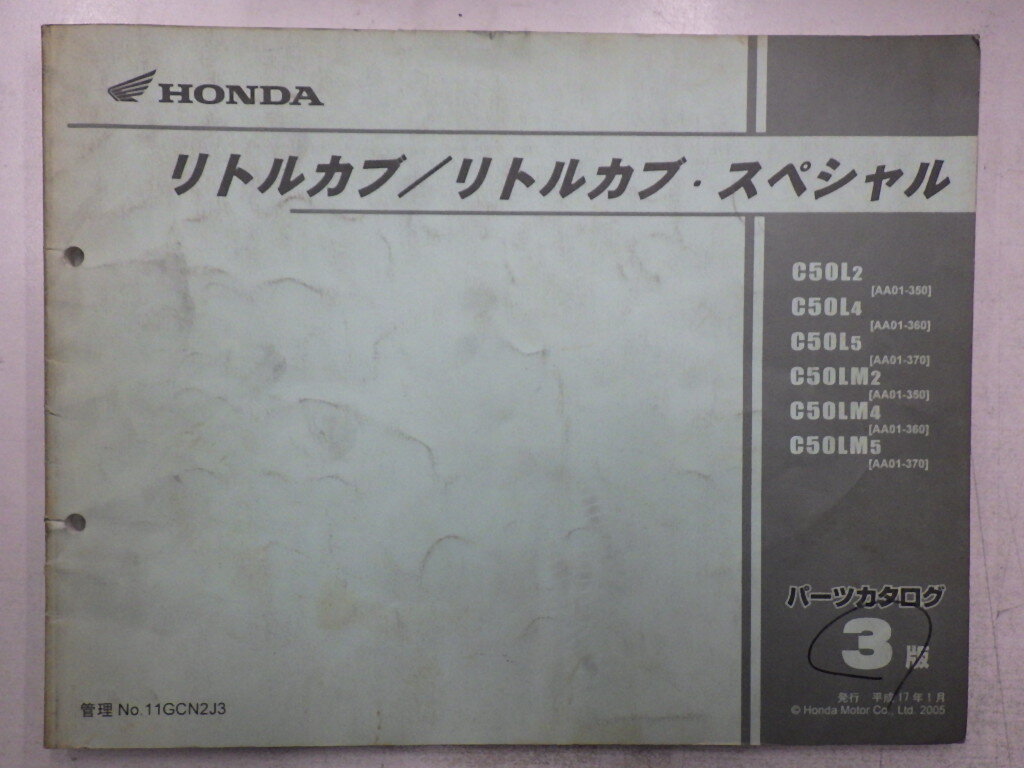 HONDA
リトルカブ／リトルカブ・スペシャル
C50L2
[AA01-350]
C50L4
[AA01-360]
C50L5
[AA01-370]
C50LM2
[AA01-350]
C50LM4
[AA01-360]
C50LM5
[AA01-370]
パーツカタログ
3版
発行 平成17年1月
© Honda Motor Co., Ltd. 2005
管理 No.11GCN2J3